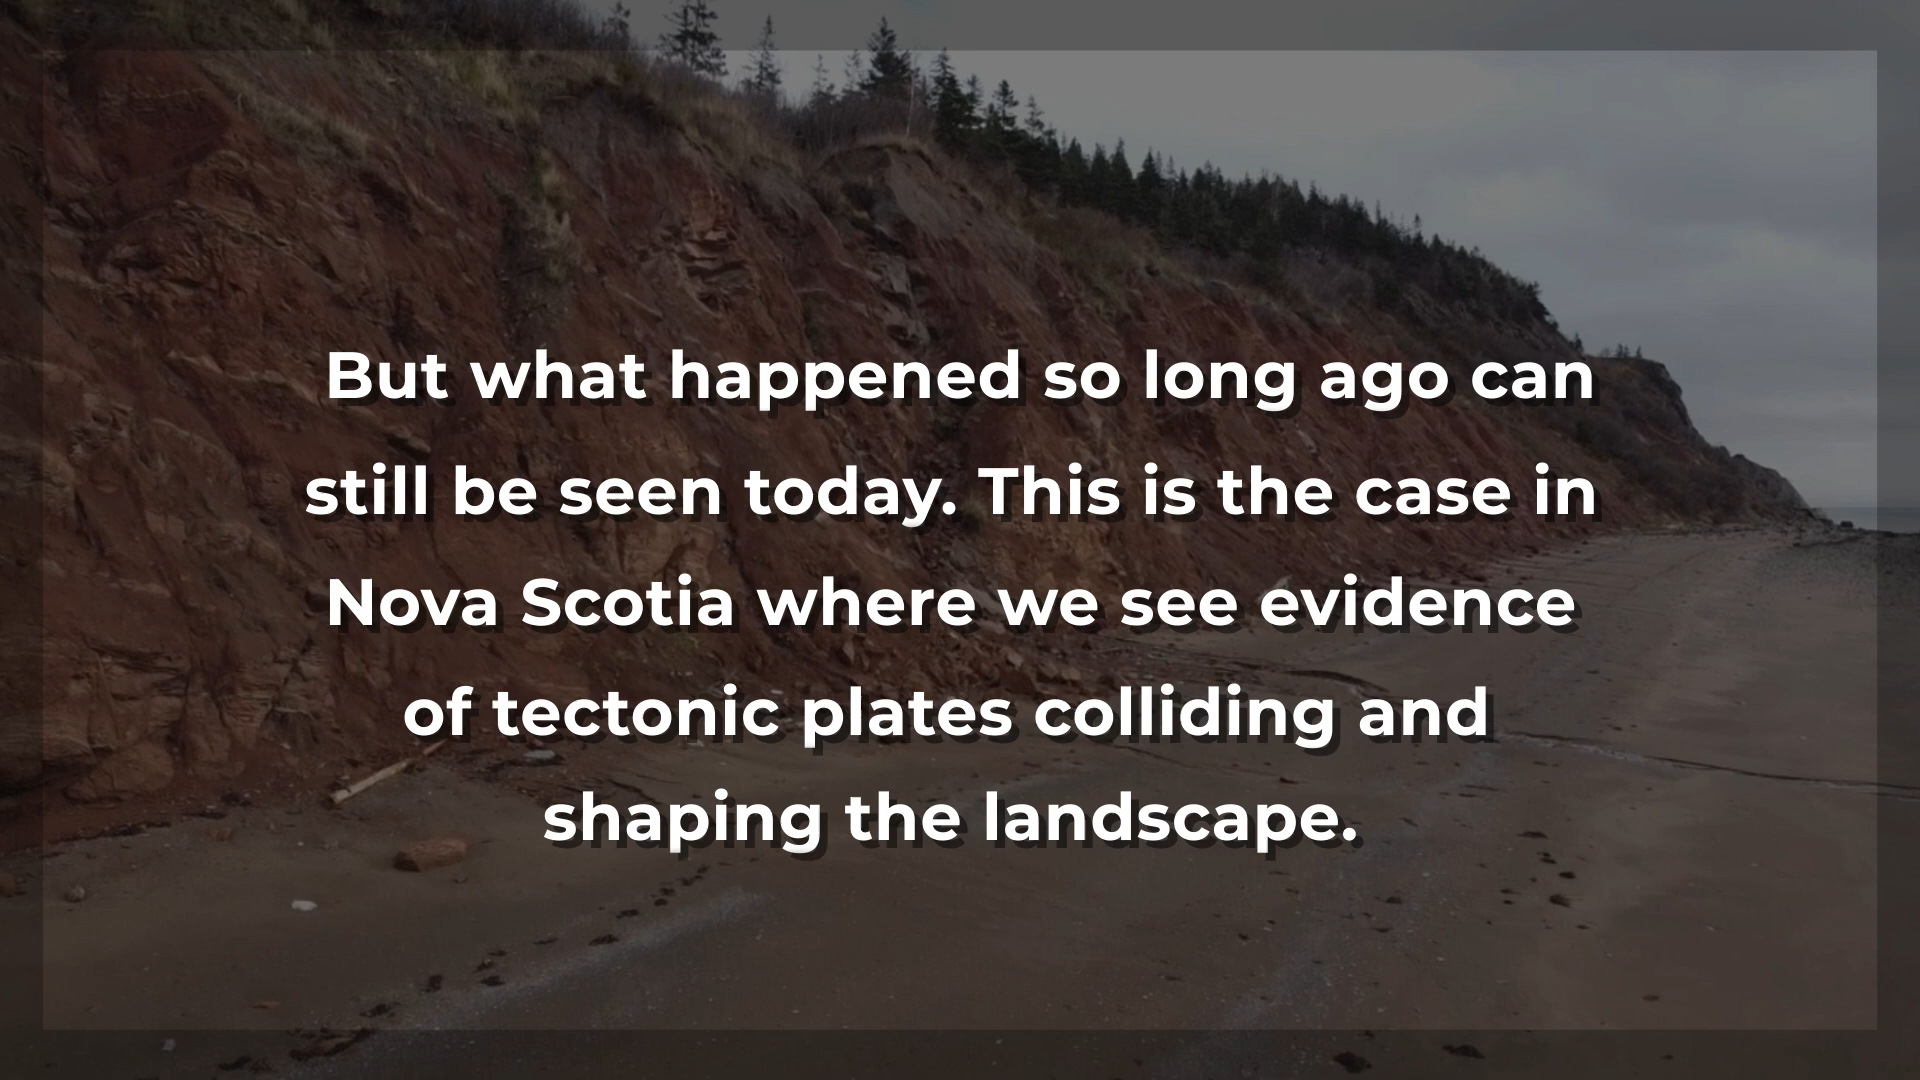 But what happened so long ago can
still be seen today. This is the case in
Nova Scotia where we see evidence
of tectonic plates colliding and
shaping the landscape.